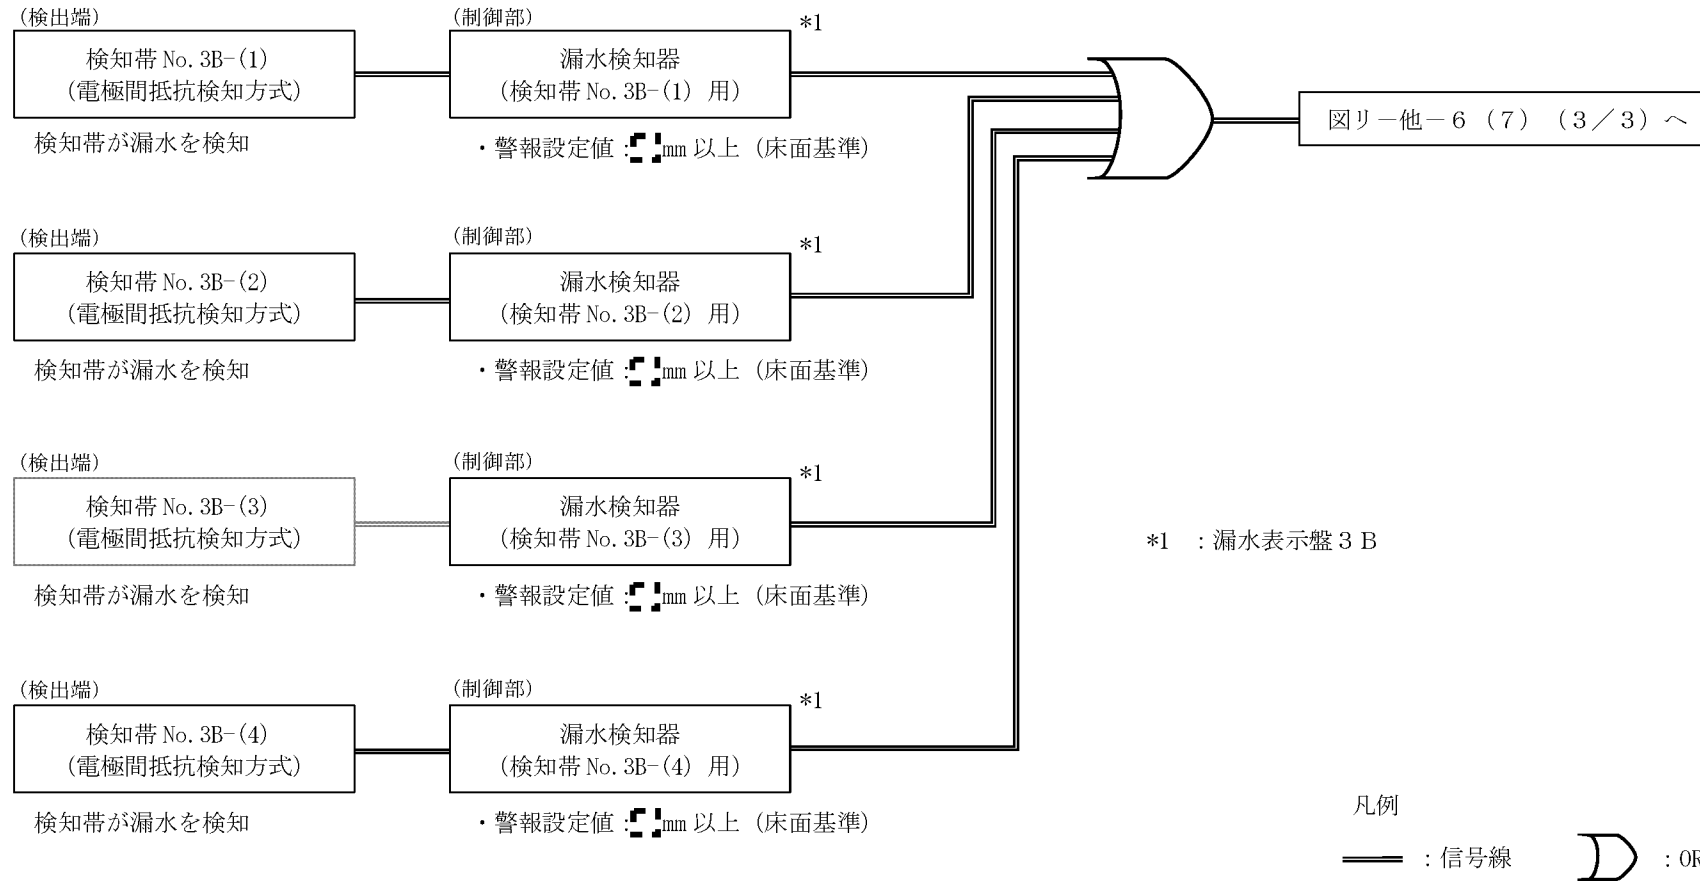 (検出端)
(制御部)
*1
検知帯 No. 3B-(1)
(電極間抵抗検知方式)
漏水検知器
(検知帯 No. 3B-(1) 用)
図リ－他－6 (7) (3／3) へ
検知帯が漏水を検知
・警報設定値 : mm 以上 (床面基準)
(検出端)
(制御部)
*1
検知帯 No. 3B-(2)
(電極間抵抗検知方式)
漏水検知器
(検知帯 No. 3B-(2) 用)
検知帯が漏水を検知
・警報設定値 : mm 以上 (床面基準)
(検出端)
(制御部)
*1
検知帯 No. 3B-(3)
(電極間抵抗検知方式)
漏水検知器
(検知帯 No. 3B-(3) 用)
*1 : 漏水表示盤３Ｂ
検知帯が漏水を検知
・警報設定値 : mm 以上 (床面基準)
(検出端)
(制御部)
*1
検知帯 No. 3B-(4)
(電極間抵抗検知方式)
漏水検知器
(検知帯 No. 3B-(4) 用)
検知帯が漏水を検知
・警報設定値 : mm 以上 (床面基準)
凡例
: 信号線
: OR